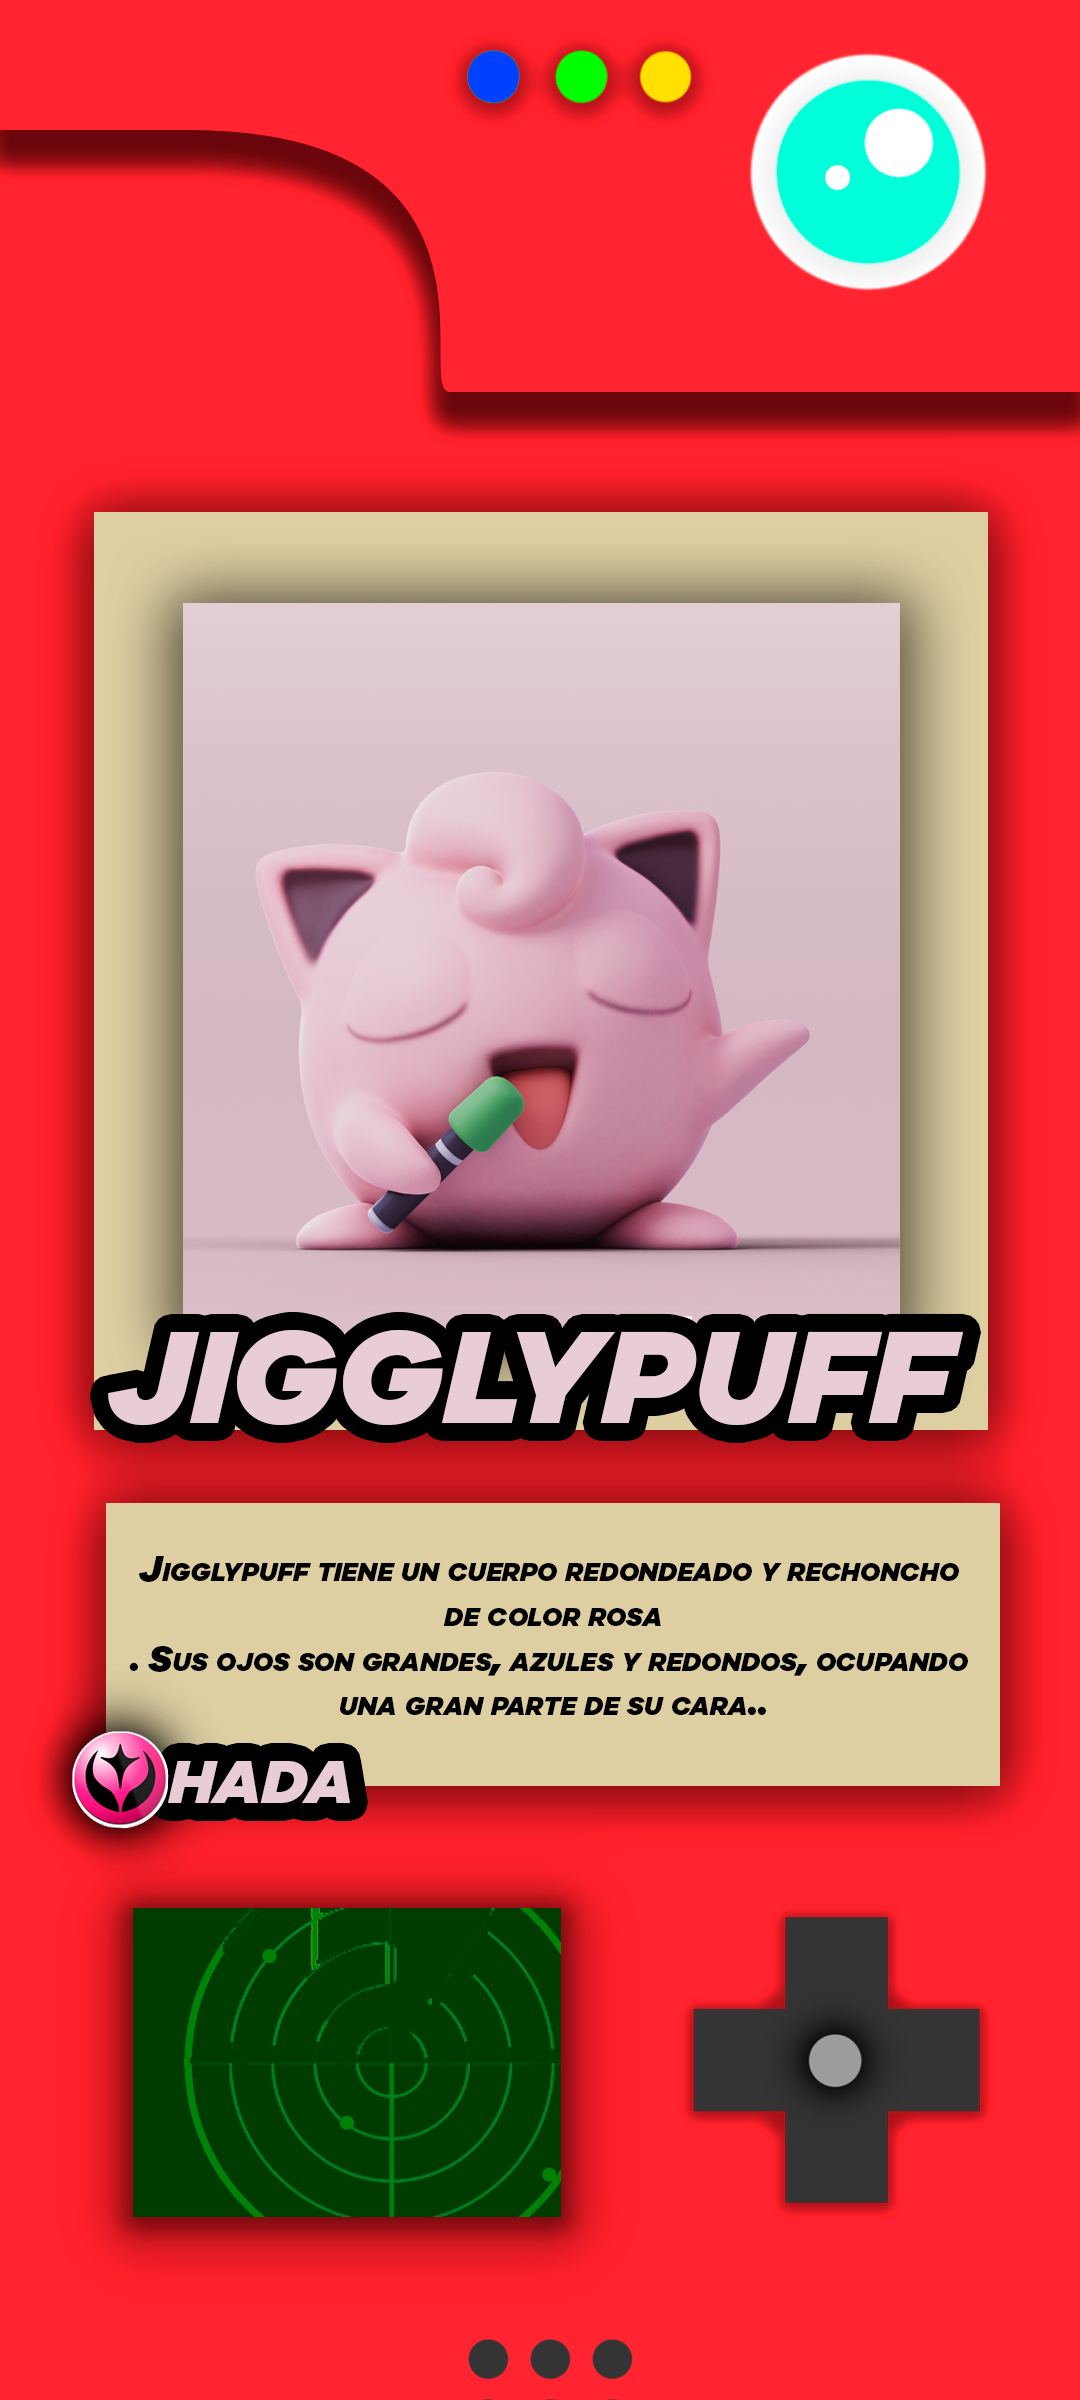 JIGGLYPUFF
Jigglypuff tiene un cuerpo redondeado y rechoncho
de color rosa
. Sus ojos son grandes, azules y redondos, ocupando
una gran parte de su cara..
HADA